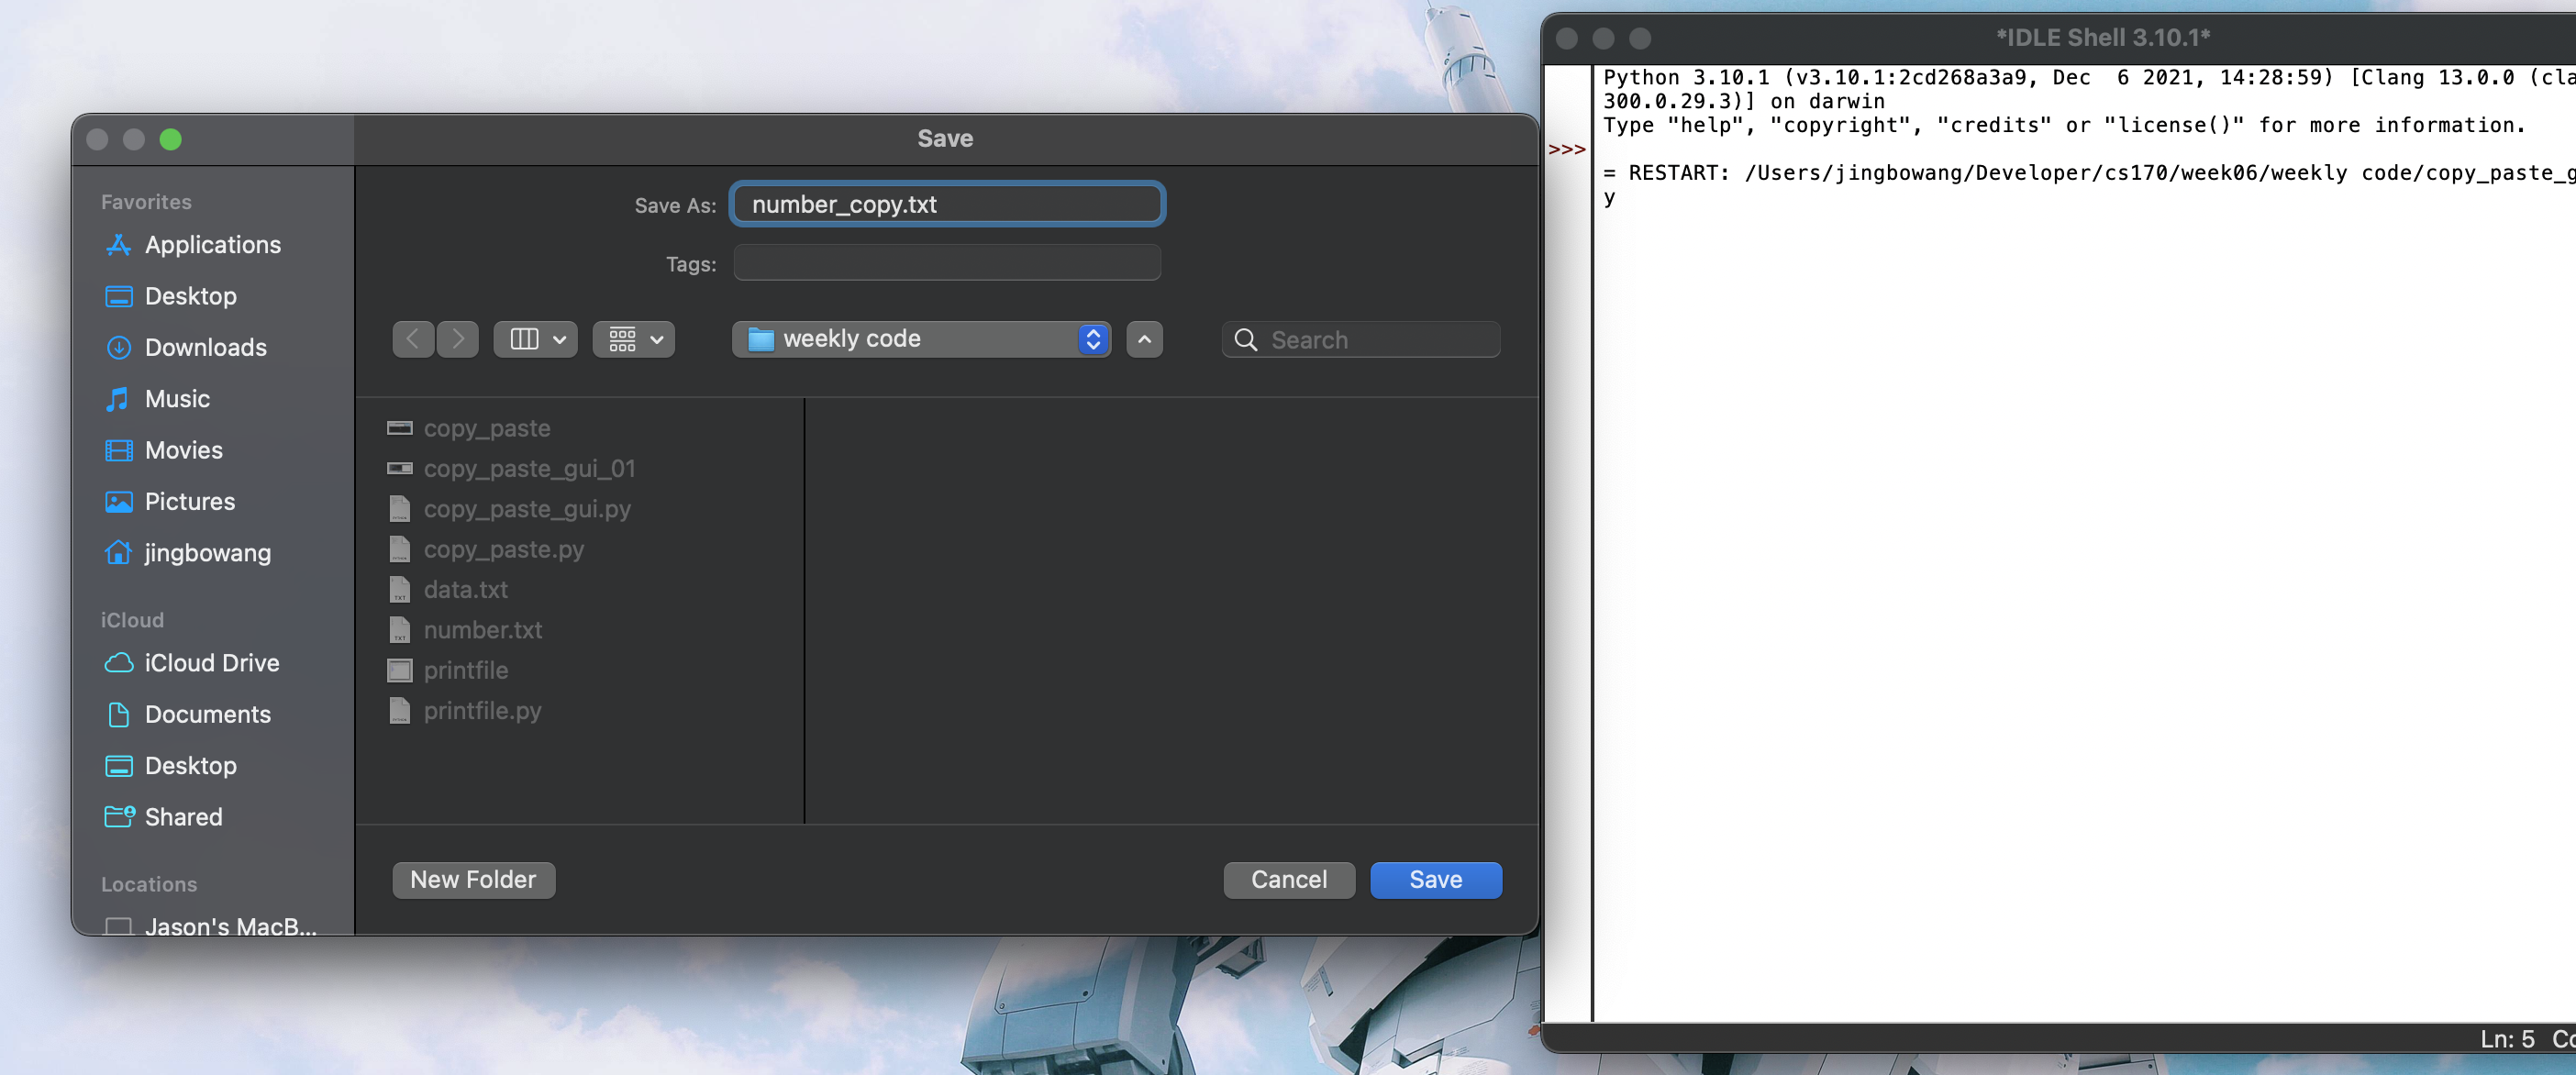 Save
Favorites
Applications
Desktop
Downloads
Music
Movies
Pictures
jingbowang
iCloud
iCloud Drive
Documents
Desktop
Shared
Locations
Jason's MacB...
Save As: number_copy.txt
Tags:
weekly code
Search
copy_paste
copy_paste_gui_01
copy_paste_gui.py
copy_paste.py
data.txt
number.txt
printfile
printfile.py
New Folder
Cancel
Save
*IDLE Shell 3.10.1*
Python 3.10.1 (v3.10.1:2cd268a3a9, Dec  6 2021, 14:28:59) [Clang 13.0.0 (cla
300.0.29.3)] on darwin
Type "help", "copyright", "credits" or "license()" for more information.
>>>
= RESTART: /Users/jingbowang/Developer/cs170/week06/weekly code/copy_paste_g
y
Ln: 5 Co